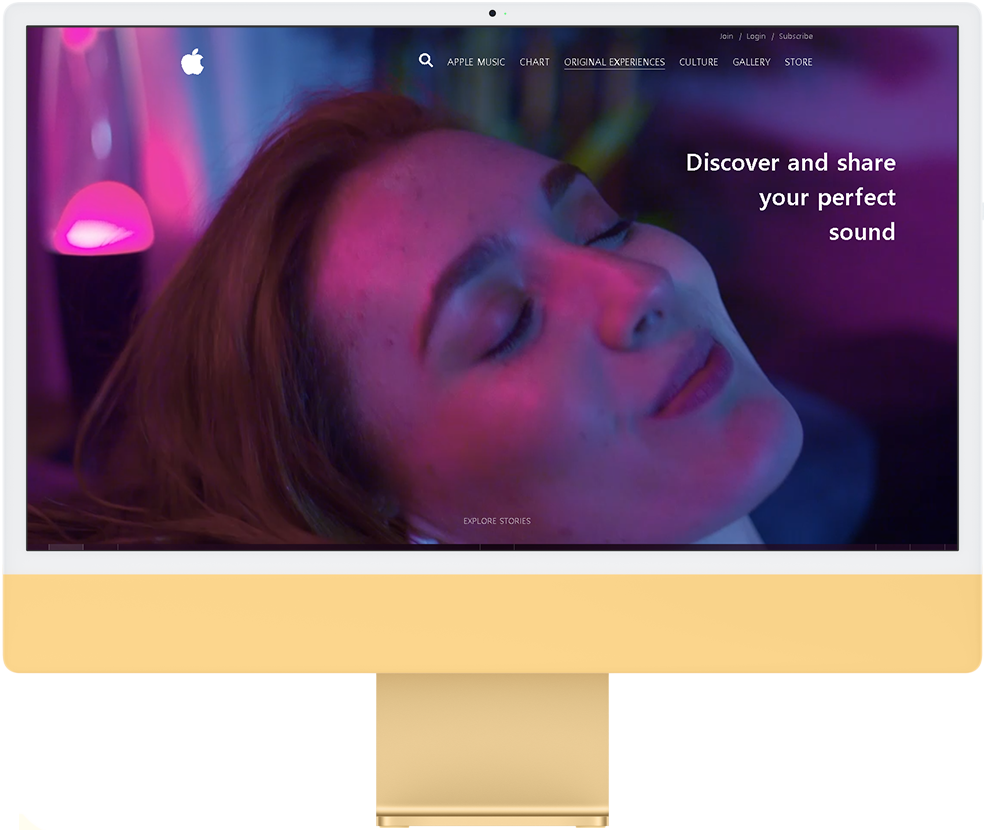 Join / Login / Subscribe
APPLE MUSIC CHART ORIGINAL EXPERIENCES CULTURE GALLERY STORE
Discover and share
your perfect
sound
EXPLORE STORIES